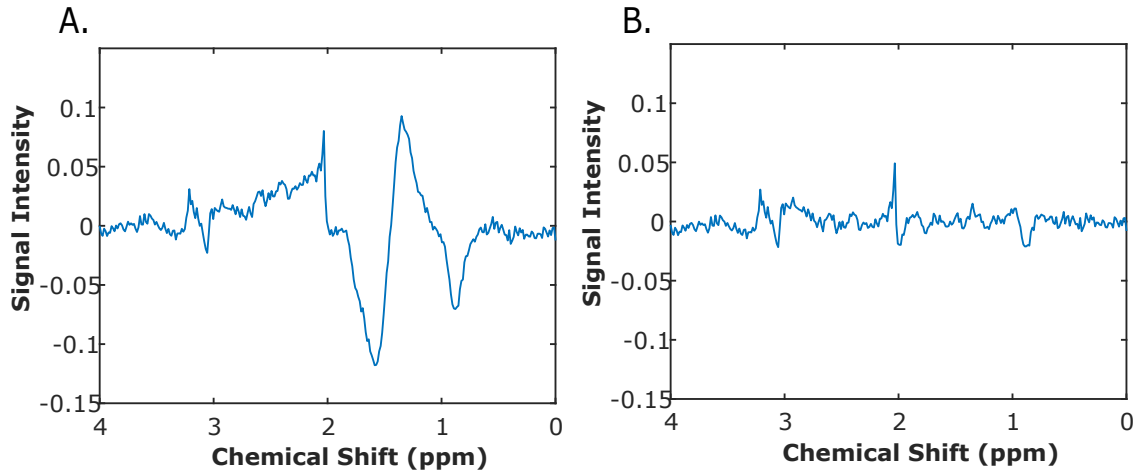 A.
Signal Intensity
0.1
0.05
0
-0.05
-0.1
-0.15
4 3 2 1 0
Chemical Shift (ppm)
B.
Signal Intensity
0.1
0.05
0
-0.05
-0.1
-0.15
4 3 2 1 0
Chemical Shift (ppm)